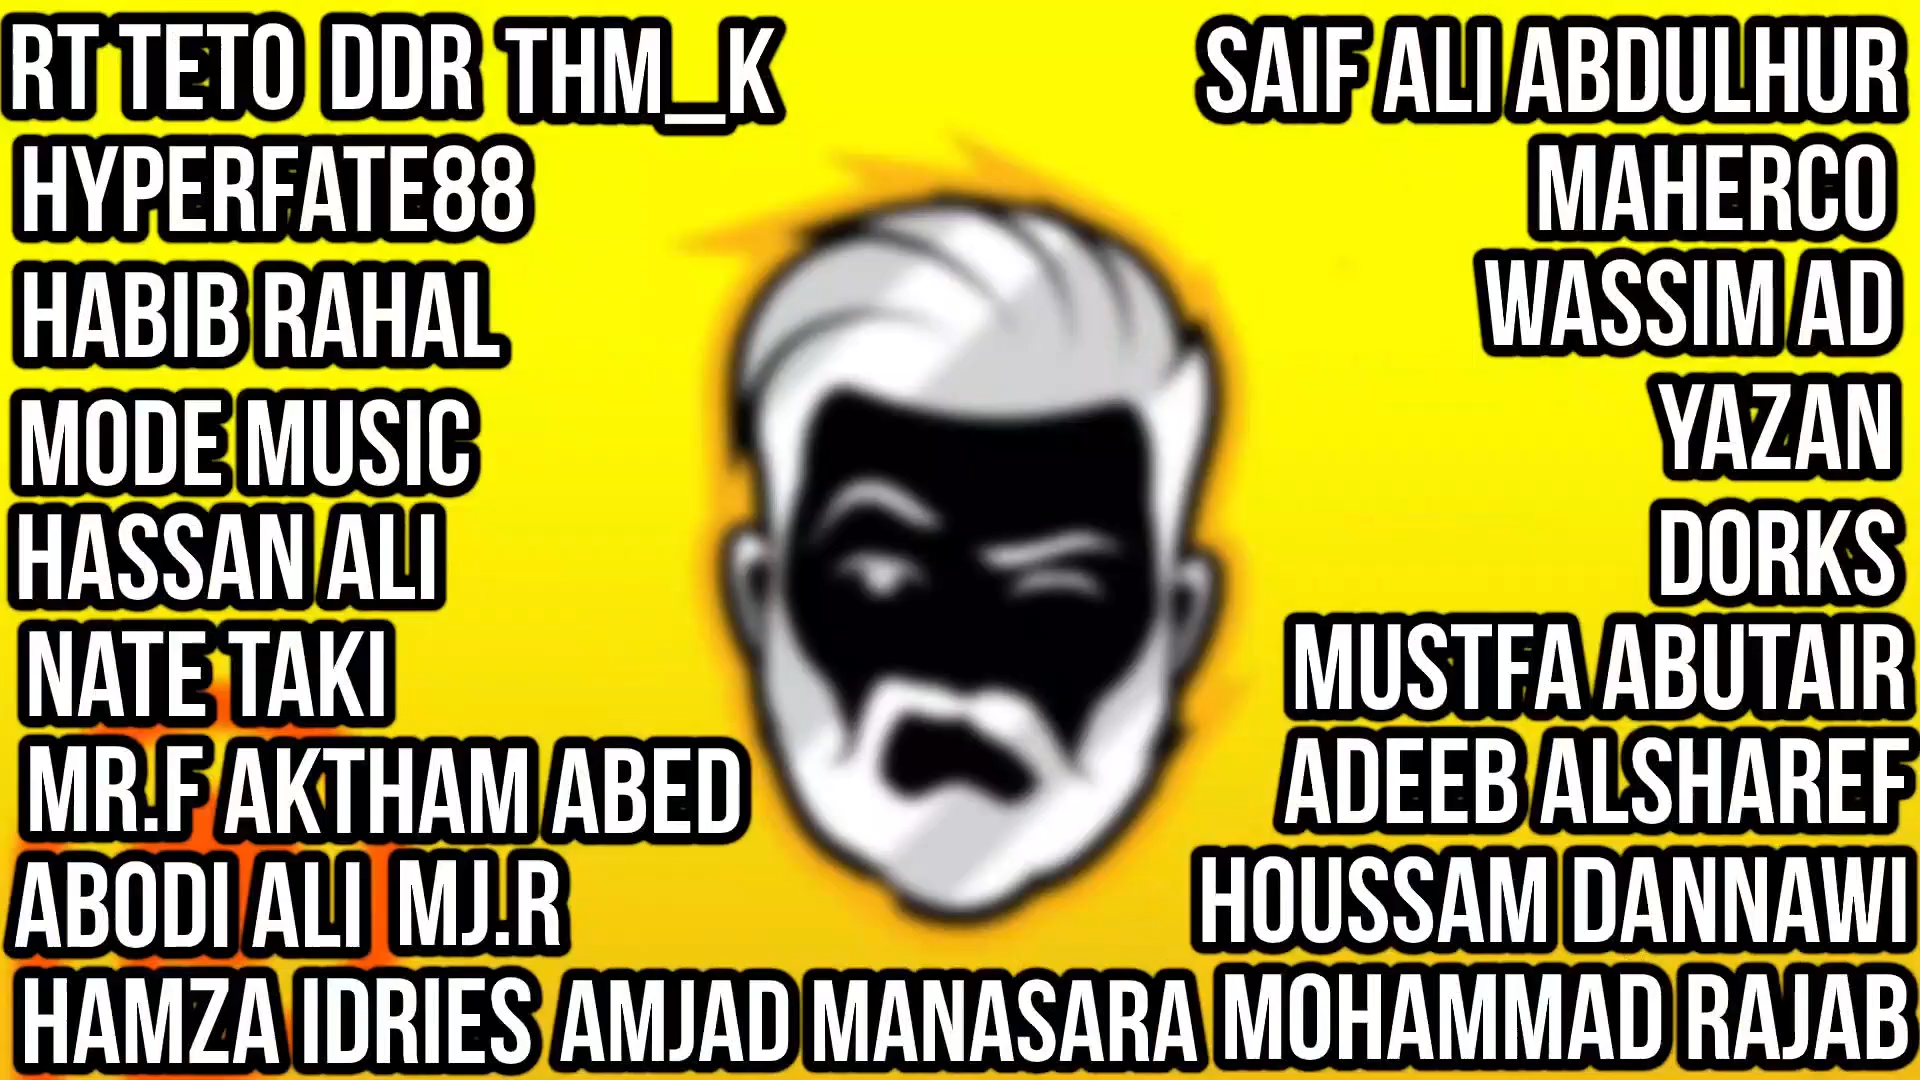 RT TETO DDR THM_K
SAIF ALI ABDULHUR
HYPERFATE88
MAHERCO
HABIB RAHAL
WASSIM AD
MODE MUSIC
YAZAN
HASSAN ALI
DORKS
NATE TAKI
MUSTFA ABUTAIR
MR.F AKTHAM ABED
ADEEB ALSHAREF
ABODI ALI MJ.R
HOUSSAM DANNAWI
HAMZA IDRIES AMJAD MANASARA MOHAMMAD RAJAB